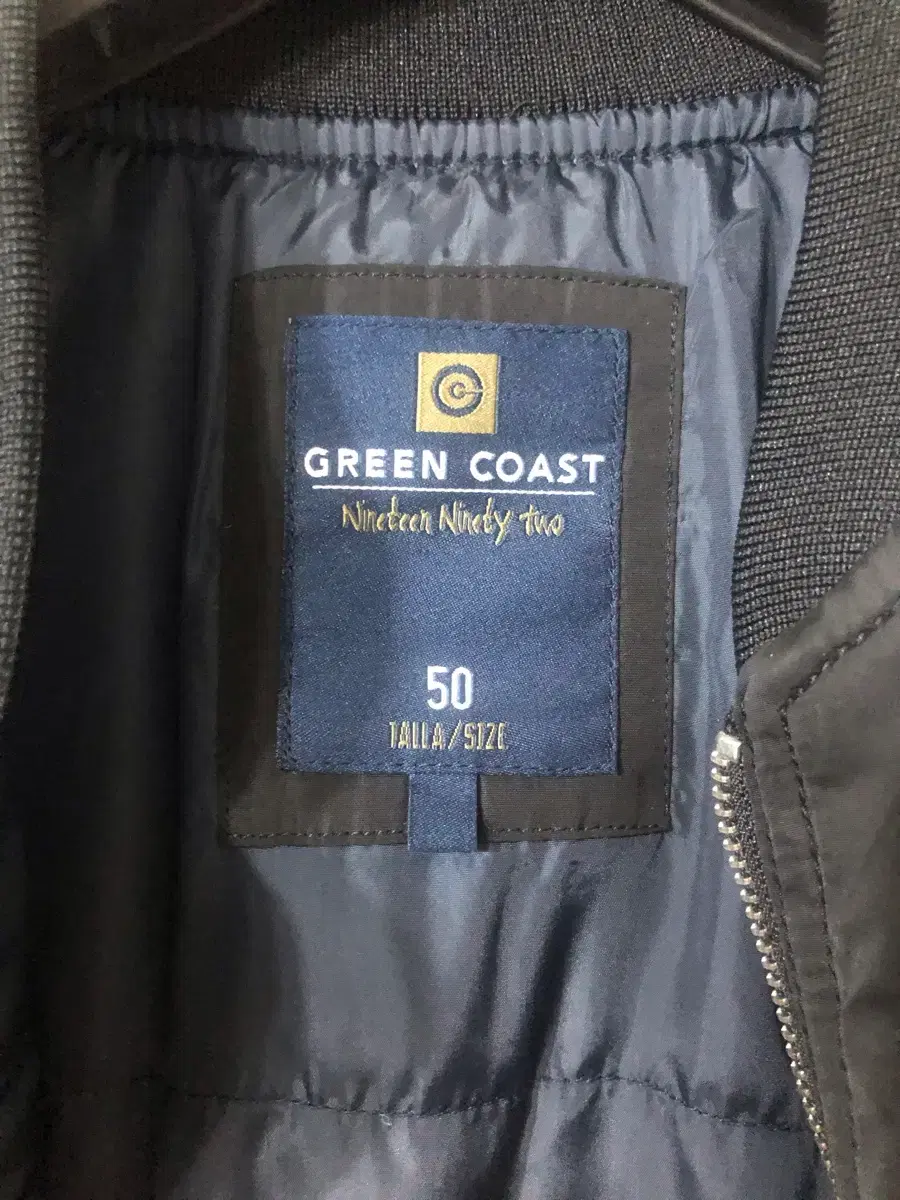 GREEN COAST
Nineteen Ninety two
50
TALLA/SIZE